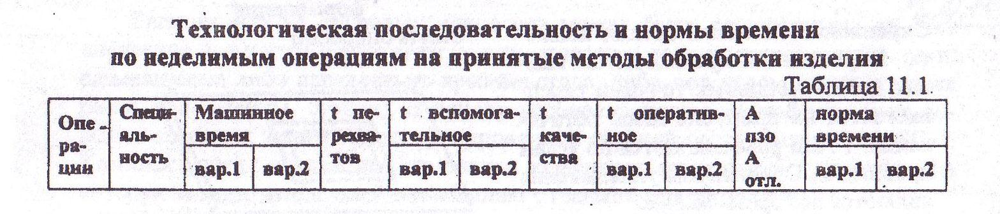 Технологическая последовательность и нормы времени
по неделимым операциям на принятые методы обработки изделия
Таблица 11.1.
Опе-
ра-
ции
Специ-
аль-
ность
Машинное
время
вар.1
вар.2
t пе-
рехва-
тов
t вспомога-
тельное
вар.1
вар.2
t
каче-
ства
t оператив-
ное
вар.1
вар.2
А
пзо
А
отл.
норма
времени
вар.1
вар.2